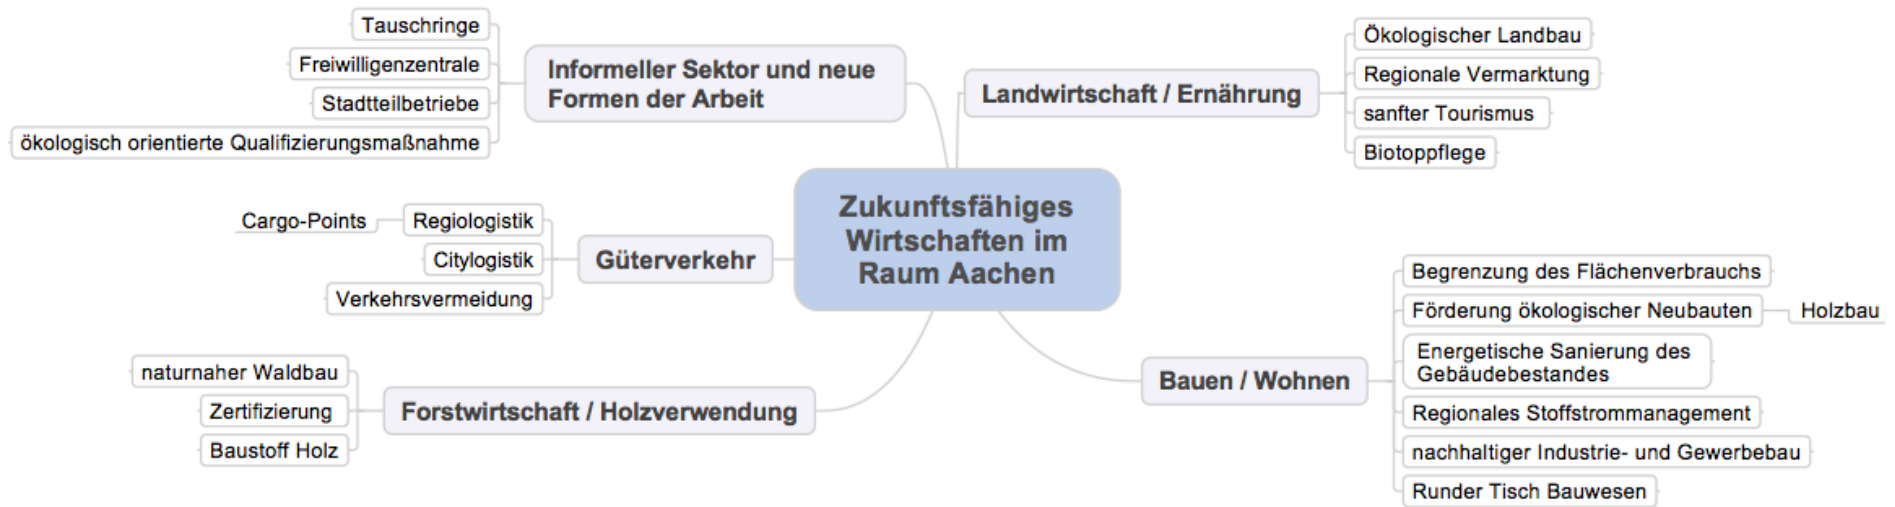 Tauschringe
Freiwilligenzentrale
Stadtteilbetriebe
ökologisch orientierte Qualifizierungsmaßnahme
Informeller Sektor und neue
Formen der Arbeit
Landwirtschaft / Ernährung
Ökologischer Landbau
Regionale Vermarktung
sanfter Tourismus
Biotoppflege
Zukunftsfähiges
Wirtschaften im
Raum Aachen
Cargo-Points
Regiologistik
Citylogistik
Verkehrsvermeidung
Güterverkehr
naturnaher Waldbau
Zertifizierung
Baustoff Holz
Forstwirtschaft / Holzverwendung
Bauen / Wohnen
Begrenzung des Flächenverbrauchs
Förderung ökologischer Neubauten
Holzbau
Energetische Sanierung des
Gebäudebestandes
Regionales Stoffstrommanagement
nachhaltiger Industrie- und Gewerbebau
Runder Tisch Bauwesen